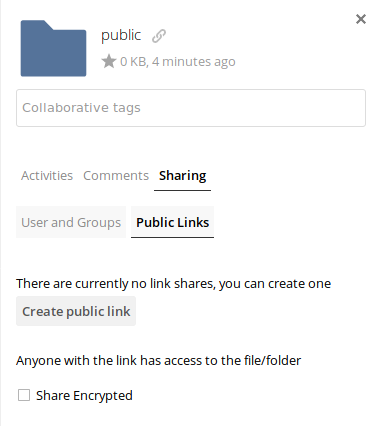 public
0 KB, 4 minutes ago
Collaborative tags
Activities Comments Sharing
User and Groups Public Links
There are currently no link shares, you can create one
Create public link
Anyone with the link has access to the file/folder
Share Encrypted